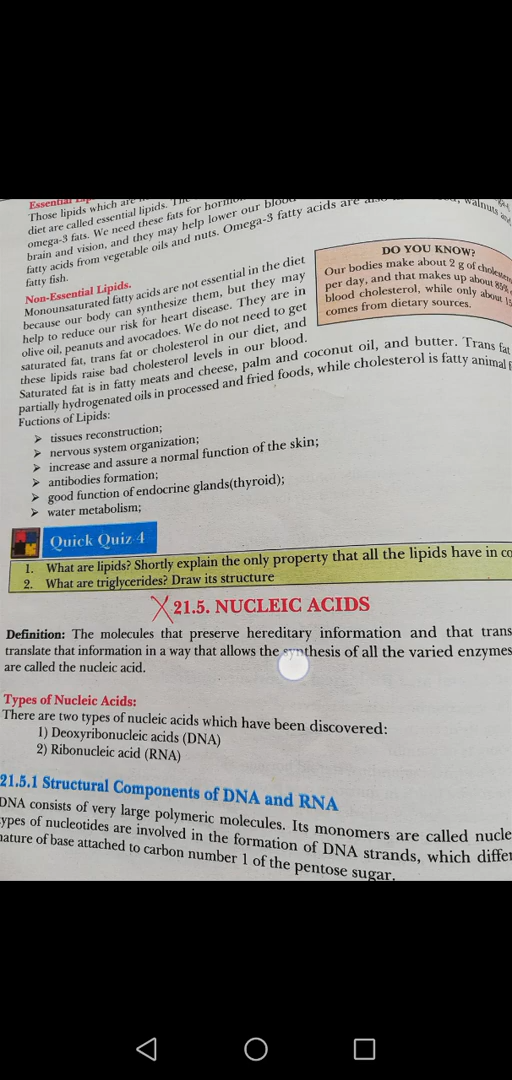 Essential
Those lipids which are
diet are called essential lipids.
omega-3 fats. We need these fats for
brain and vision, and they may help lower our blood
fatty acids from vegetable oils and nuts. Omega-3 fatty acids are also walnuts and
fatty fish.
Non-Essential Lipids.
Monounsaturated fatty acids are not essential in the diet
because our body can synthesize them, but they may
help to reduce our risk for heart disease. They are in
olive oil, peanuts and avocadoes. We do not need to get
saturated fat, trans fat or cholesterol in our diet, and
these lipids raise bad cholesterol levels in our blood.
DO YOU KNOW?
Our bodies make about 2 g of
per day, and that makes up about 85%
blood cholesterol, while only about 15
comes from dietary sources.
Saturated fat is in fatty meats and cheese, palm and coconut oil, and butter. Trans fat
partially hydrogenated oils in processed and fried foods, while cholesterol is fatty animal
Fuctions of Lipids:
➢ tissues reconstruction;
➢ nervous system organization;
➢ increase and assure a normal function of the skin;
➢ antibodies formation;
➢ good function of endocrine glands(thyroid);
➢ water metabolism;
Quick Quiz 4
1. What are lipids? Shortly explain the only property that all the lipids have in co
2. What are triglycerides? Draw its structure
21.5. NUCLEIC ACIDS
Definition: The molecules that preserve hereditary information and that trans
translate that information in a way that allows the synthesis of all the varied enzymes
are called the nucleic acid.
Types of Nucleic Acids:
There are two types of nucleic acids which have been discovered:
1) Deoxyribonucleic acids (DNA)
2) Ribonucleic acid (RNA)
21.5.1 Structural Components of DNA and RNA
DNA consists of very large polymeric molecules. Its monomers are called nucle
ypes of nucleotides are involved in the formation of DNA strands, which differ
nature of base attached to carbon number 1 of the pentose sugar.